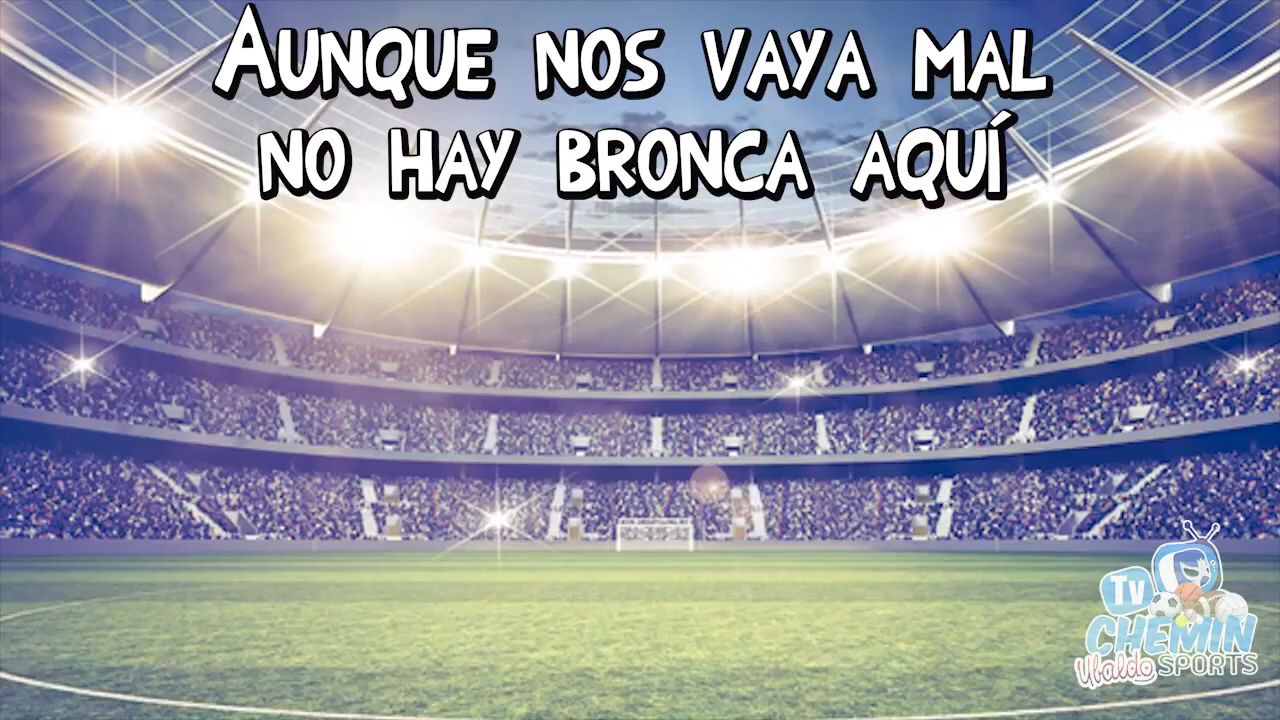 Aunque nos vaya mal
no hay bronca aquí
TV
CHEMIN
Ubaldo SPORTS